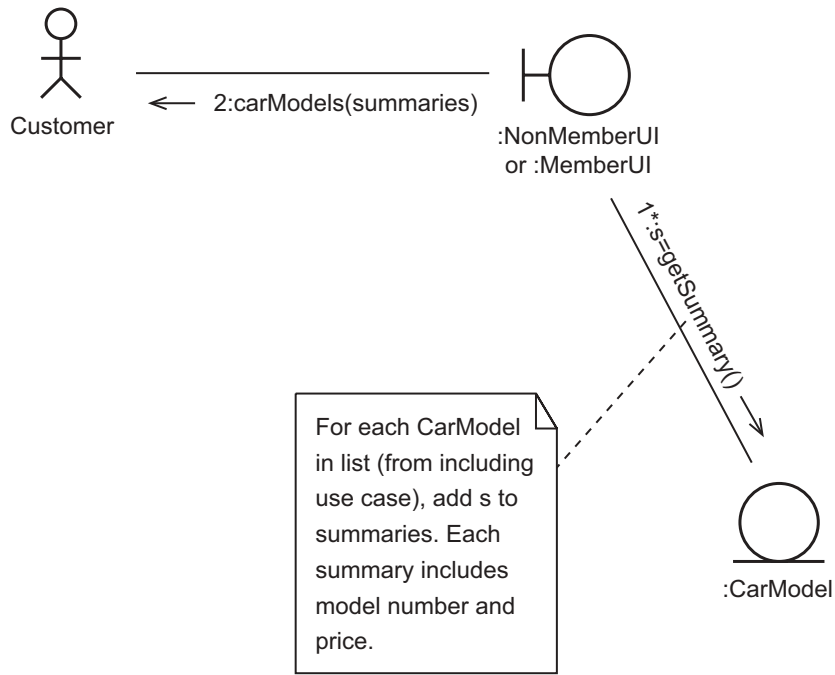 Customer
2:carModels(summaries)
:NonMemberUI
or :MemberUI
1*:s=getSummary()
For each CarModel
in list (from including
use case), add s to
summaries. Each
summary includes
model number and
price.
:CarModel